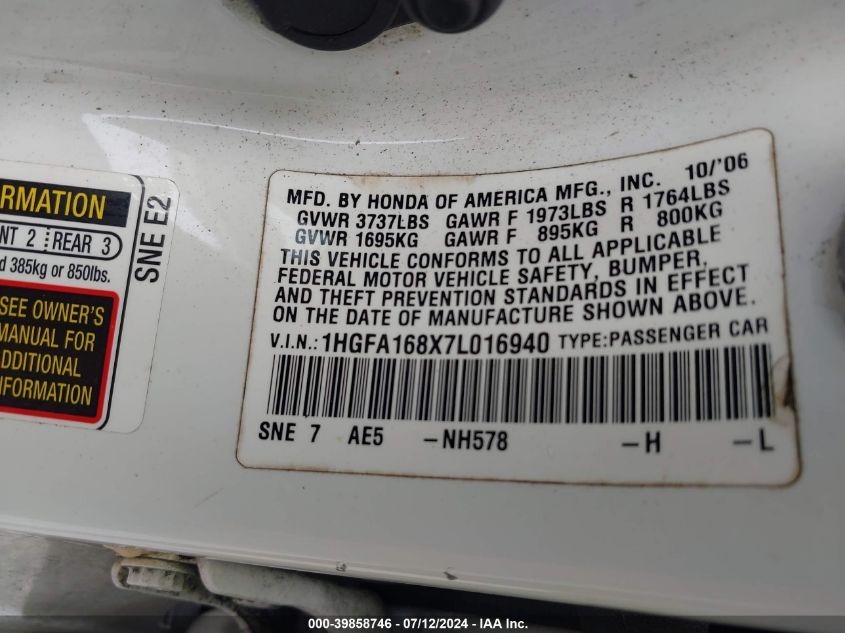 RMATION
NT 2 REAR 3
d 385kg or 850lbs.
SEE OWNER'S
MANUAL FOR
ADDITIONAL
INFORMATION
SNE E2
MFD. BY HONDA OF AMERICA MFG., INC. 10/'06
GVWR 3737LBS GAWR F 1973LBS R 1764LBS
GVWR 1695KG GAWR F 895KG R 800KG
THIS VEHICLE CONFORMS TO ALL APPLICABLE
FEDERAL MOTOR VEHICLE SAFETY, BUMPER,
AND THEFT PREVENTION STANDARDS IN EFFECT
ON THE DATE OF MANUFACTURE SHOWN ABOVE.
V.I.N.: 1HGFA168X7L016940 TYPE:PASSENGER CAR
SNE 7 AE5 -NH578 -H -L
000-39858746 - 07/12/2024 - IAA Inc.